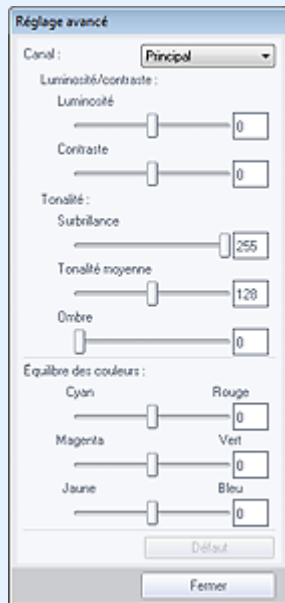 Réglage avancé
Canal : Principal
Luminosité/contraste :
Luminosité
0
Contraste
0
Tonalité :
Surbrillance
255
Tonalité moyenne
128
Ombre
0
Équilibre des couleurs :
Cyan Rouge
0
Magenta Vert
0
Jaune Bleu
0
Défaut
Fermer